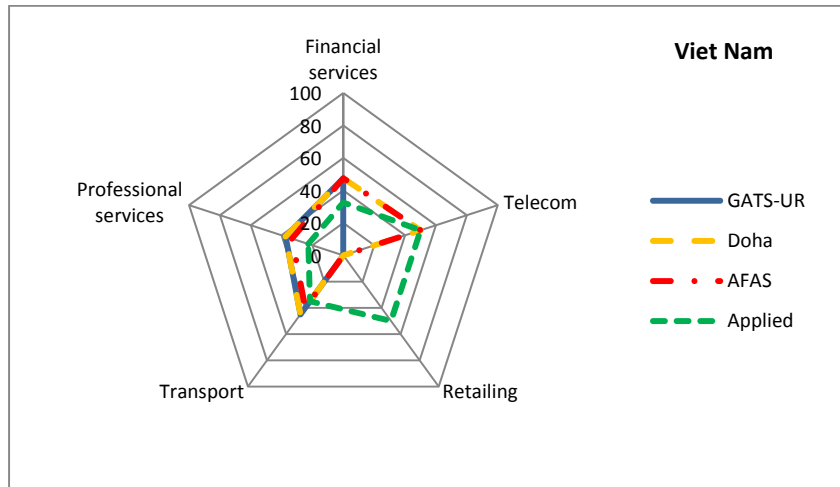 Financial
services
Viet Nam
100
80
60
40
20
0
Professional
services
Telecom
Transport
Retailing
GATS-UR
Doha
AFAS
Applied